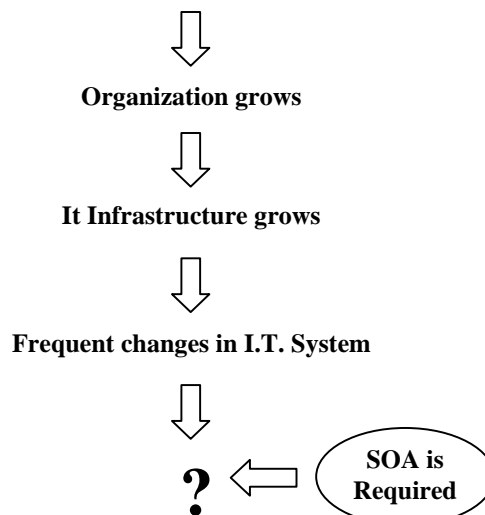 Organization grows
It Infrastructure grows
Frequent changes in I.T. System
?
SOA is
Required